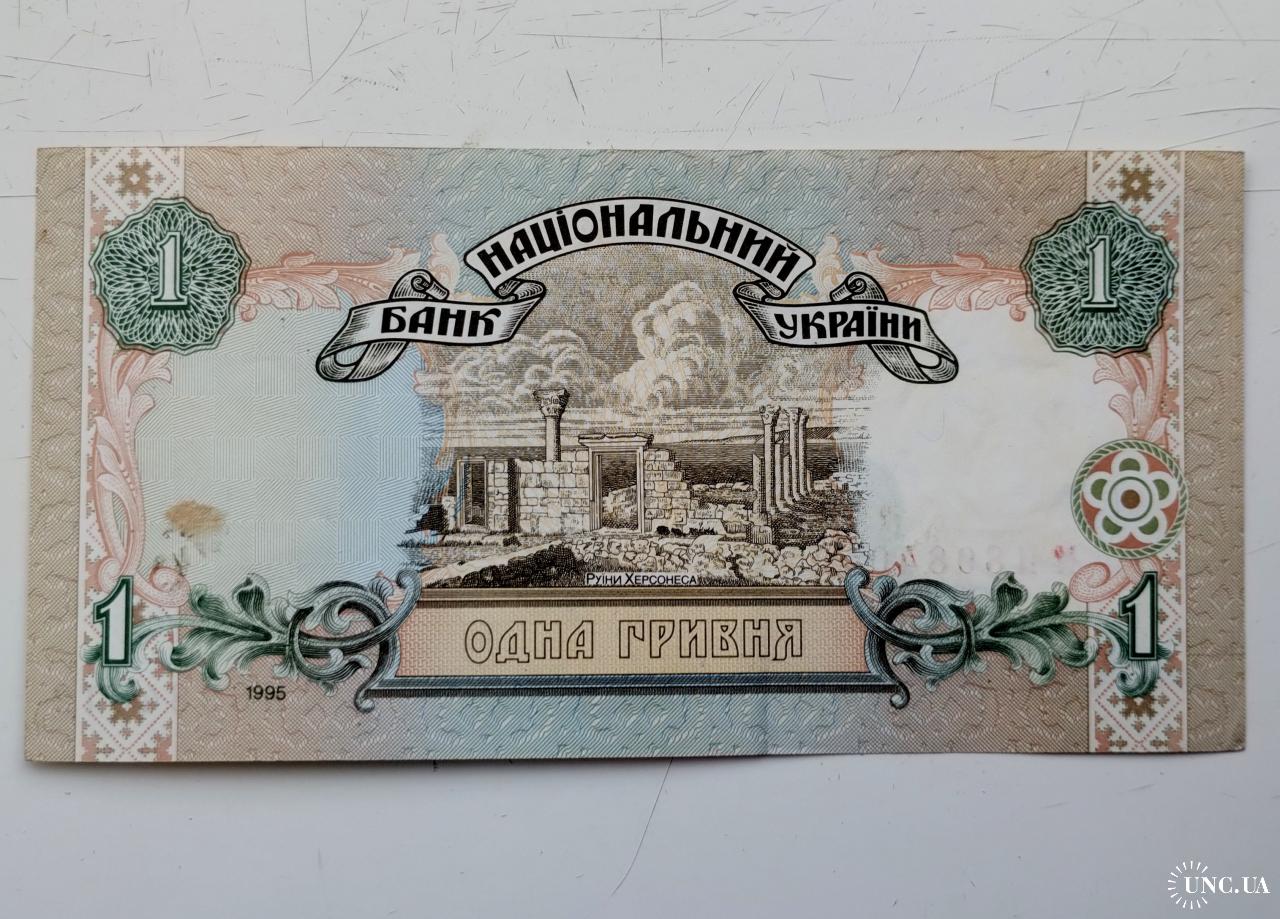 1
1
НАЦІОНАЛЬНИЙ
БАНК
УКРАЇНИ
Руїни Херсонеса
1
ОДНА ГРИВНЯ
1
1995
UNC.UA